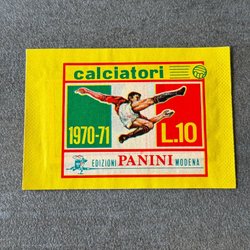 calciatori
1970-71
L.10
EDIZIONI PANINI MODENA